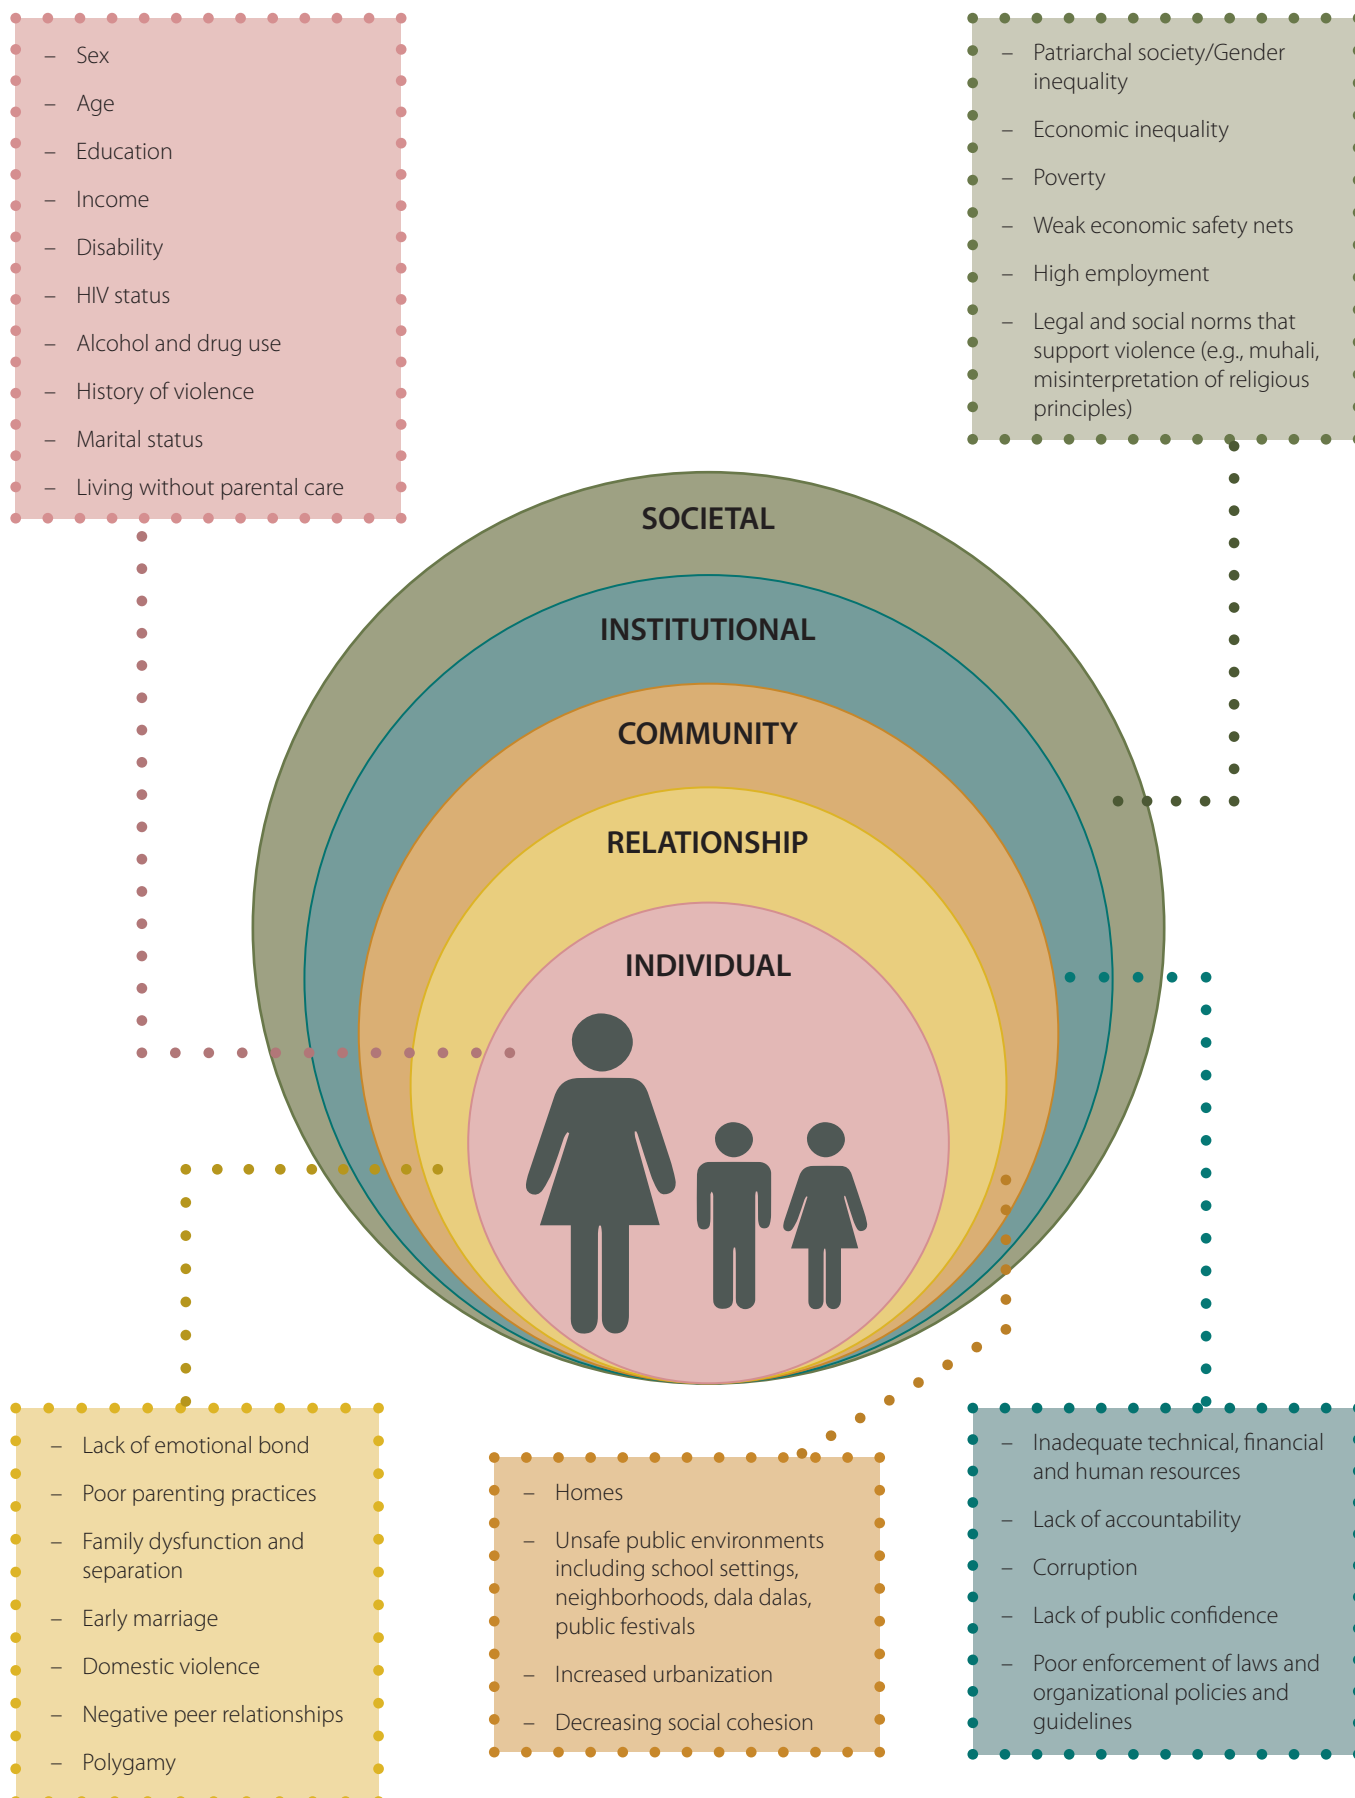 – Sex
– Age
– Education
– Income
– Disability
– HIV status
– Alcohol and drug use
– History of violence
– Marital status
– Living without parental care
– Patriarchal society/Gender
inequality
– Economic inequality
– Poverty
– Weak economic safety nets
– High employment
– Legal and social norms that
support violence (e.g., muhali,
misinterpretation of religious
principles)
SOCIETAL
INSTITUTIONAL
COMMUNITY
RELATIONSHIP
INDIVIDUAL
– Lack of emotional bond
– Poor parenting practices
– Family dysfunction and
separation
– Early marriage
– Domestic violence
– Negative peer relationships
– Polygamy
– Homes
– Unsafe public environments
including school settings,
neighborhoods, dala dalas,
public festivals
– Increased urbanization
– Decreasing social cohesion
– Inadequate technical, financial
and human resources
– Lack of accountability
– Corruption
– Lack of public confidence
– Poor enforcement of laws and
organizational policies and
guidelines